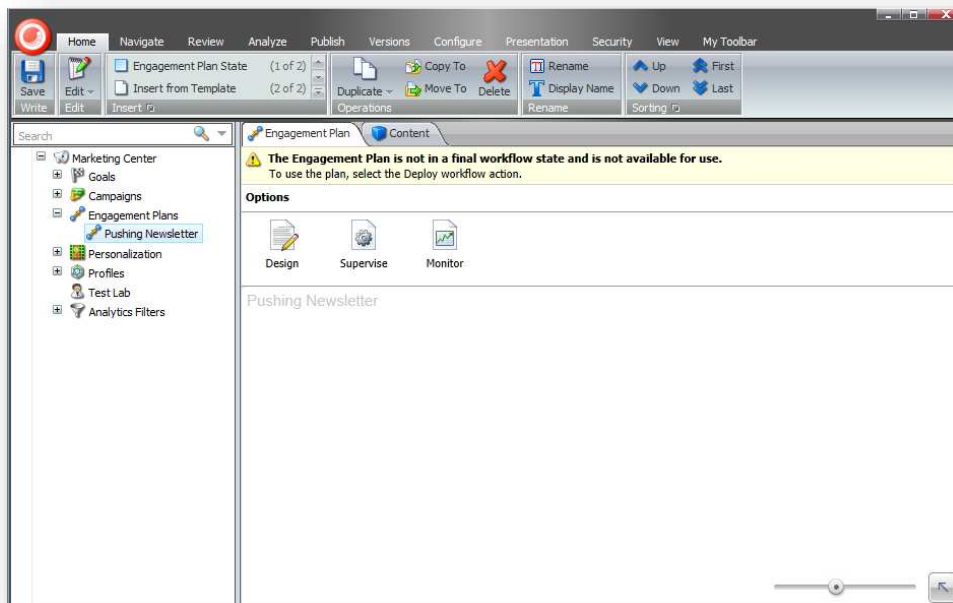 Home Navigate Review Analyze Publish Versions Configure Presentation Security View My Toolbar
Save
Write
Edit
Edit
Engagement Plan State (1 of 2)
Insert from Template (2 of 2)
Insert
Duplicate
Copy To
Move To
Delete
Operations
Rename
Display Name
Rename
Up
Down
First
Last
Sorting
Search
Marketing Center
Goals
Campaigns
Engagement Plans
Pushing Newsletter
Personalization
Profiles
Test Lab
Analytics Filters
Engagement Plan Content
The Engagement Plan is not in a final workflow state and is not available for use.
To use the plan, select the Deploy workflow action.
Options
Design Supervise Monitor
Pushing Newsletter